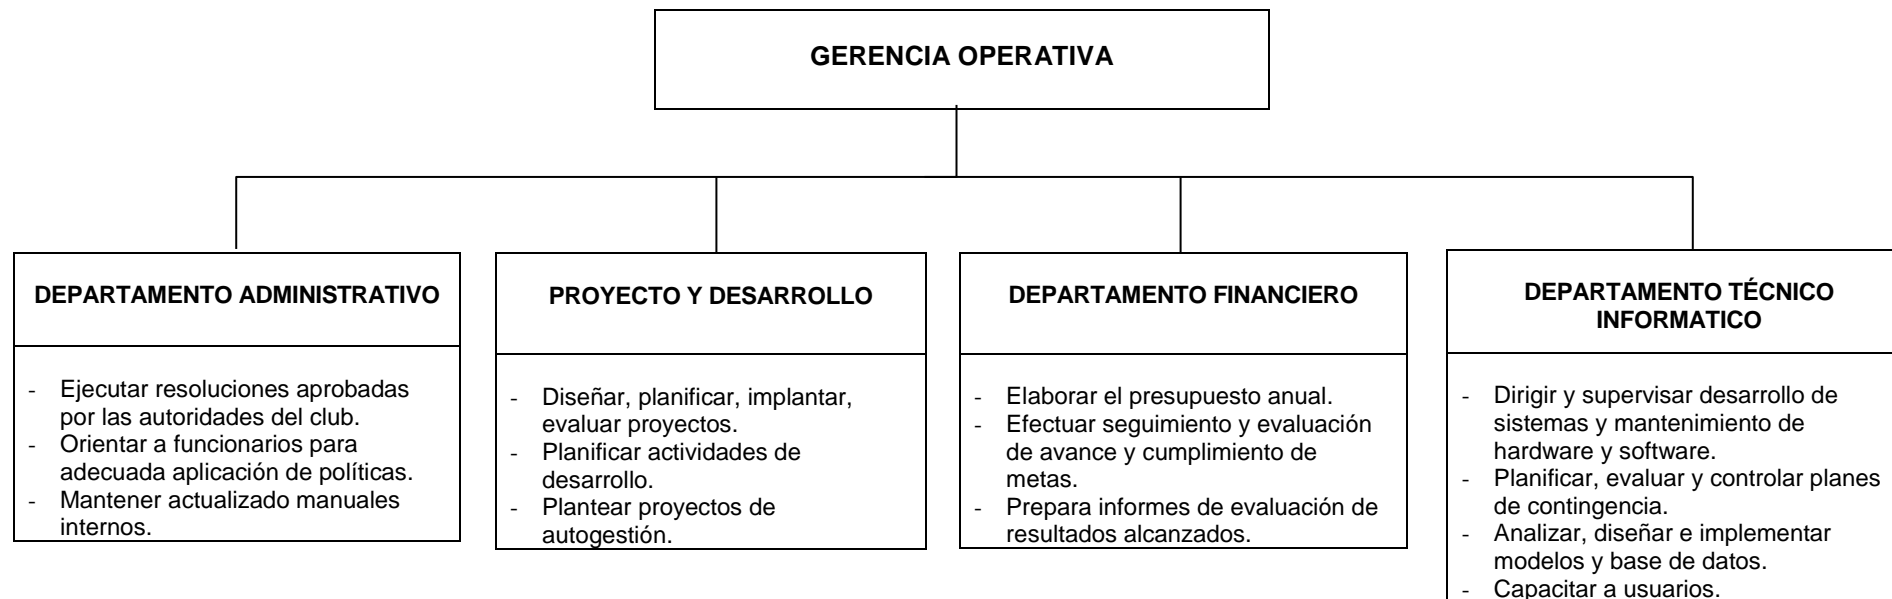 GERENCIA OPERATIVA
DEPARTAMENTO ADMINISTRATIVO
- Ejecutar resoluciones aprobadas
por las autoridades del club.
- Orientar a funcionarios para
adecuada aplicación de políticas.
- Mantener actualizado manuales
internos.
PROYECTO Y DESARROLLO
- Diseñar, planificar, implantar,
evaluar proyectos.
- Planificar actividades de
desarrollo.
- Plantear proyectos de
autogestión.
DEPARTAMENTO FINANCIERO
- Elaborar el presupuesto anual.
- Efectuar seguimiento y evaluación
de avance y cumplimiento de
metas.
- Prepara informes de evaluación de
resultados alcanzados.
DEPARTAMENTO TÉCNICO
INFORMATICO
- Dirigir y supervisar desarrollo de
sistemas y mantenimiento de
hardware y software.
- Planificar, evaluar y controlar planes
de contingencia.
- Analizar, diseñar e implementar
modelos y base de datos.
- Capacitar a usuarios.